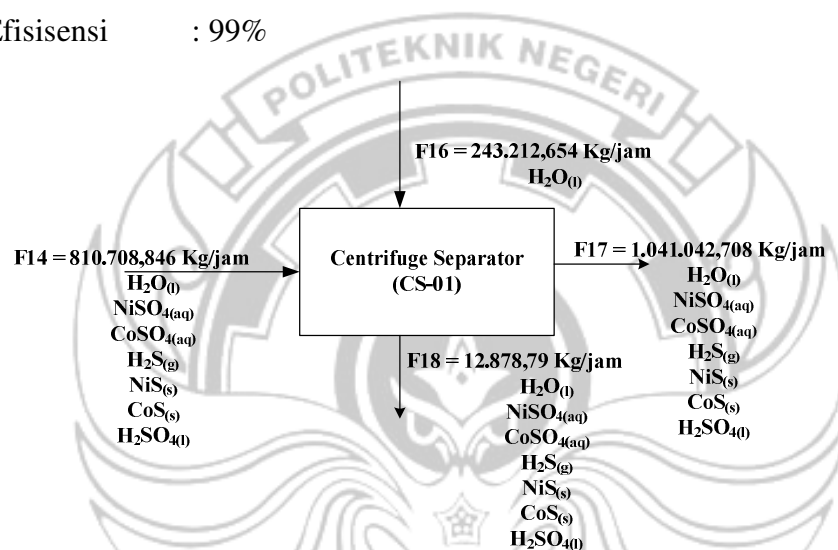 Efisisensi : 99%
POLITEKNIK NEGERI
F16 = 243.212,654 Kg/jam
H₂O₍ₗ₎
F14 = 810.708,846 Kg/jam
H₂O₍ₗ₎
NiSO₄(aq)
CoSO₄(aq)
H₂S(g)
NiS(s)
CoS(s)
H₂SO₄(l)
Centrifuge Separator
(CS-01)
F17 = 1.041.042,708 Kg/jam
H₂O(l)
NiSO₄(aq)
CoSO₄(aq)
H₂S(g)
NiS(s)
CoS(s)
H₂SO₄(l)
F18 = 12.878,79 Kg/jam
H₂O(l)
NiSO₄(aq)
CoSO₄(aq)
H₂S(g)
NiS(s)
CoS(s)
H₂SO₄(l)